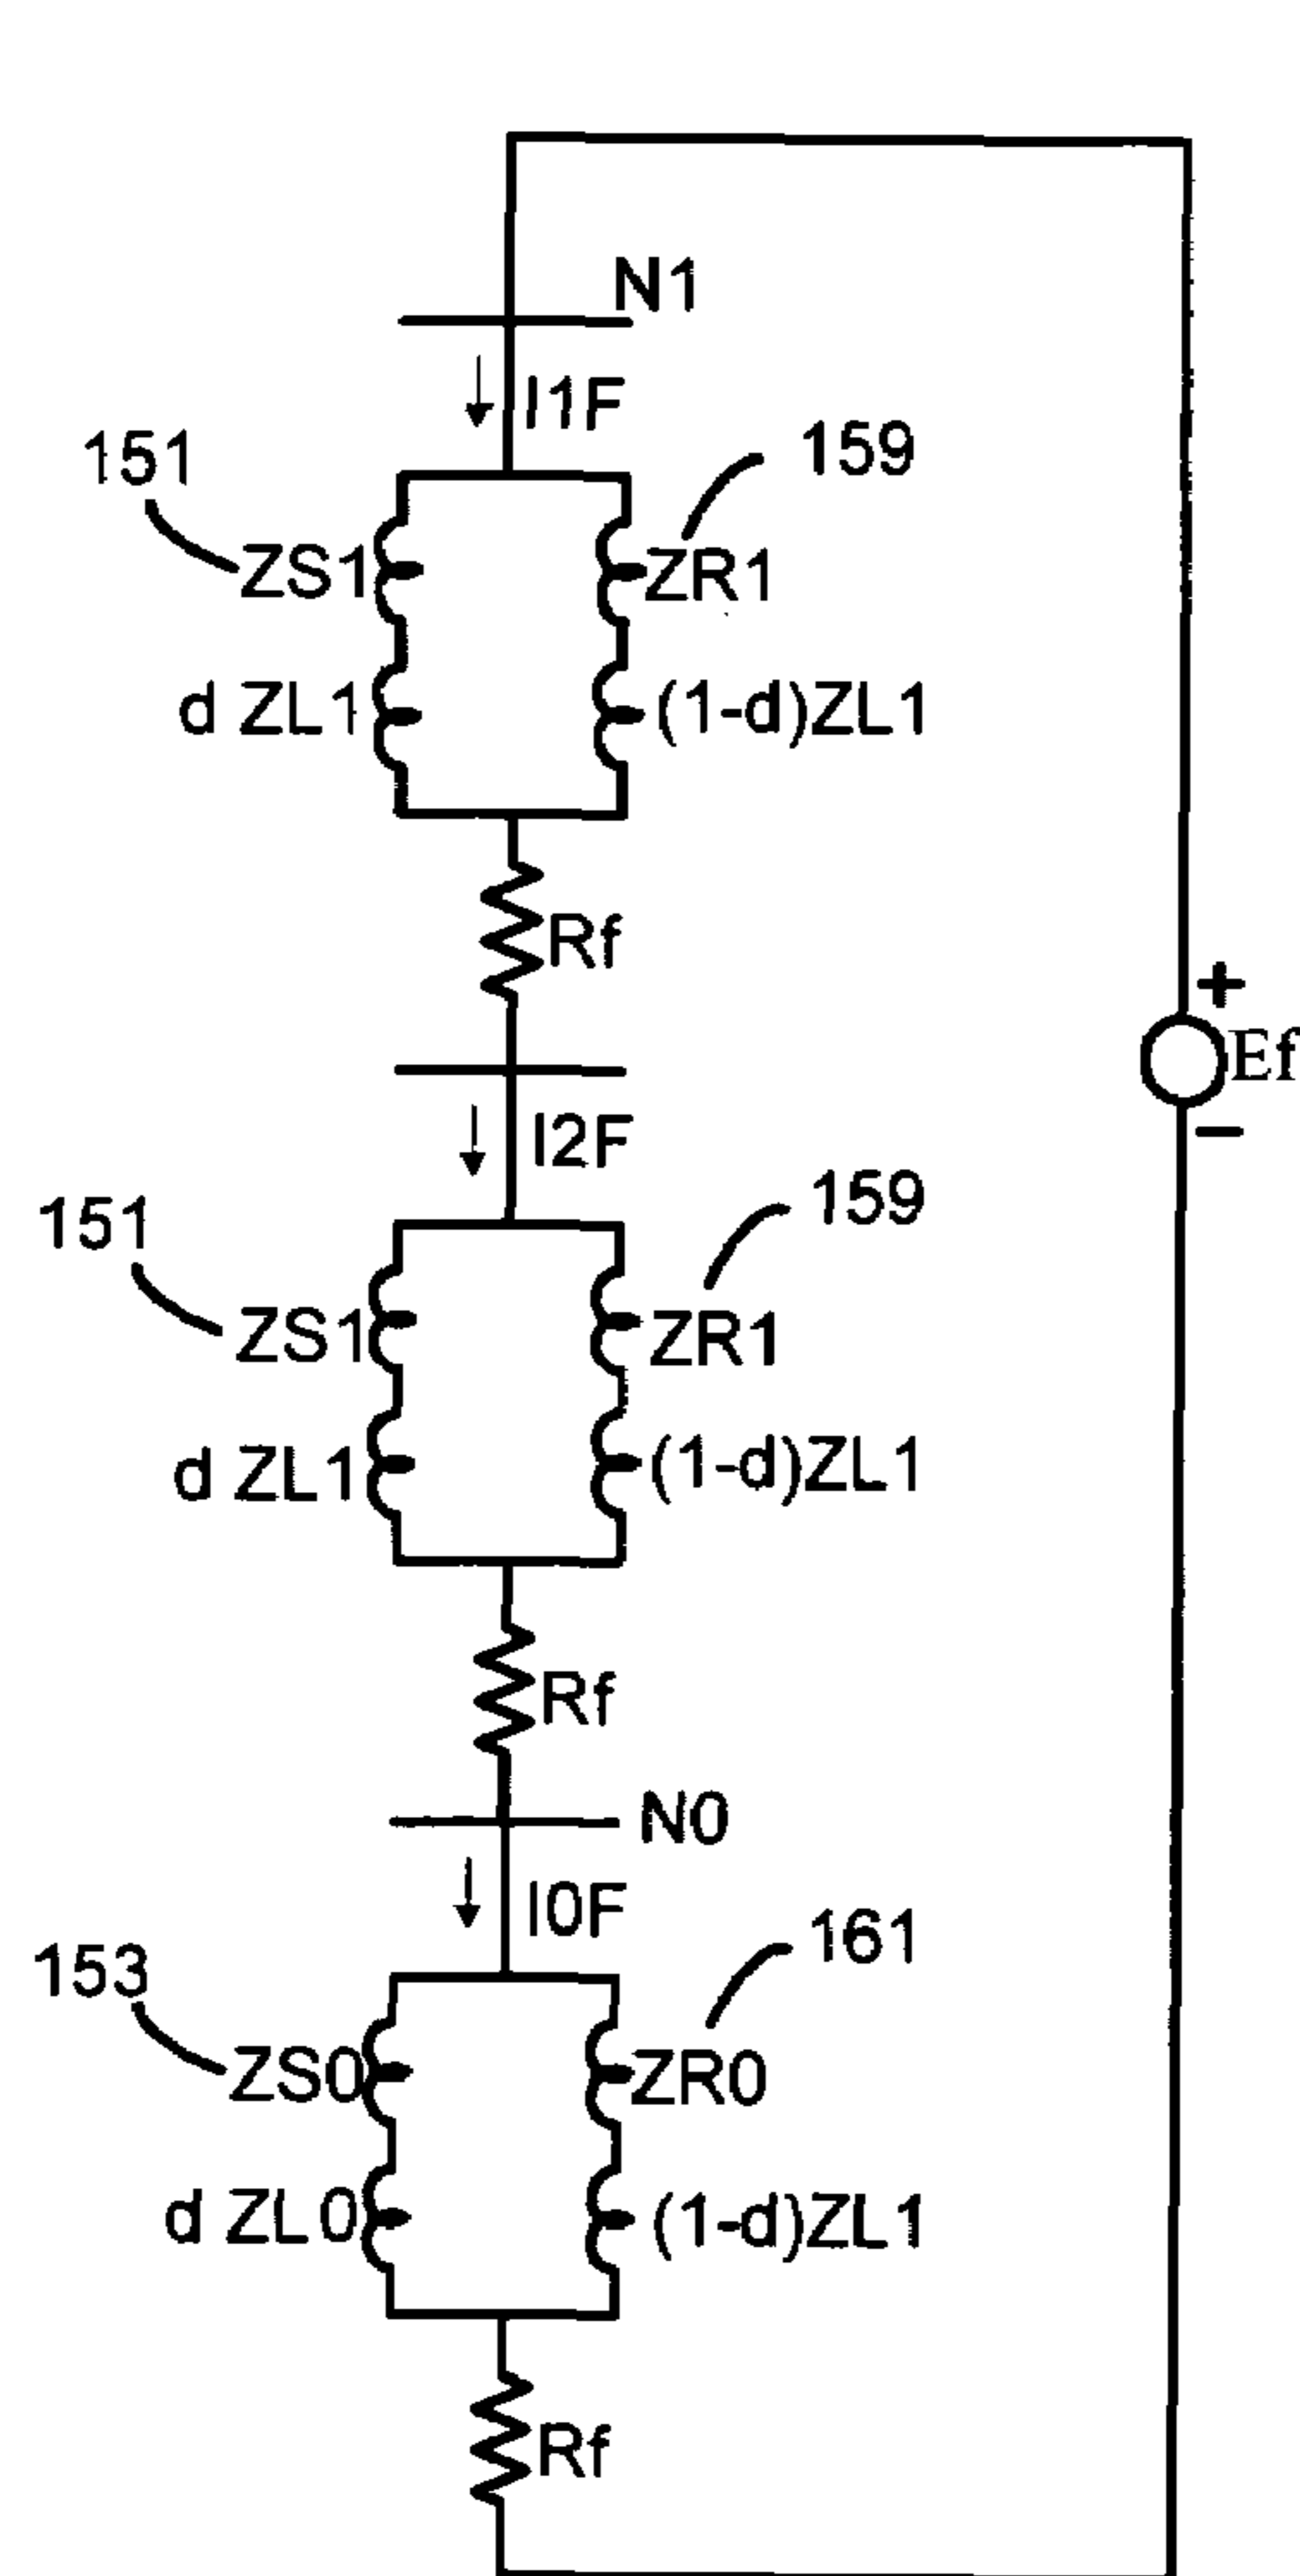 N1
I1F
151
159
ZS1
ZR1
d ZL1
(1-d)ZL1
Rf
+
Ef
−
I2F
151
159
ZS1
ZR1
d ZL1
(1-d)ZL1
Rf
N0
I0F
153
161
ZS0
ZR0
d ZL0
(1-d)ZL1
Rf